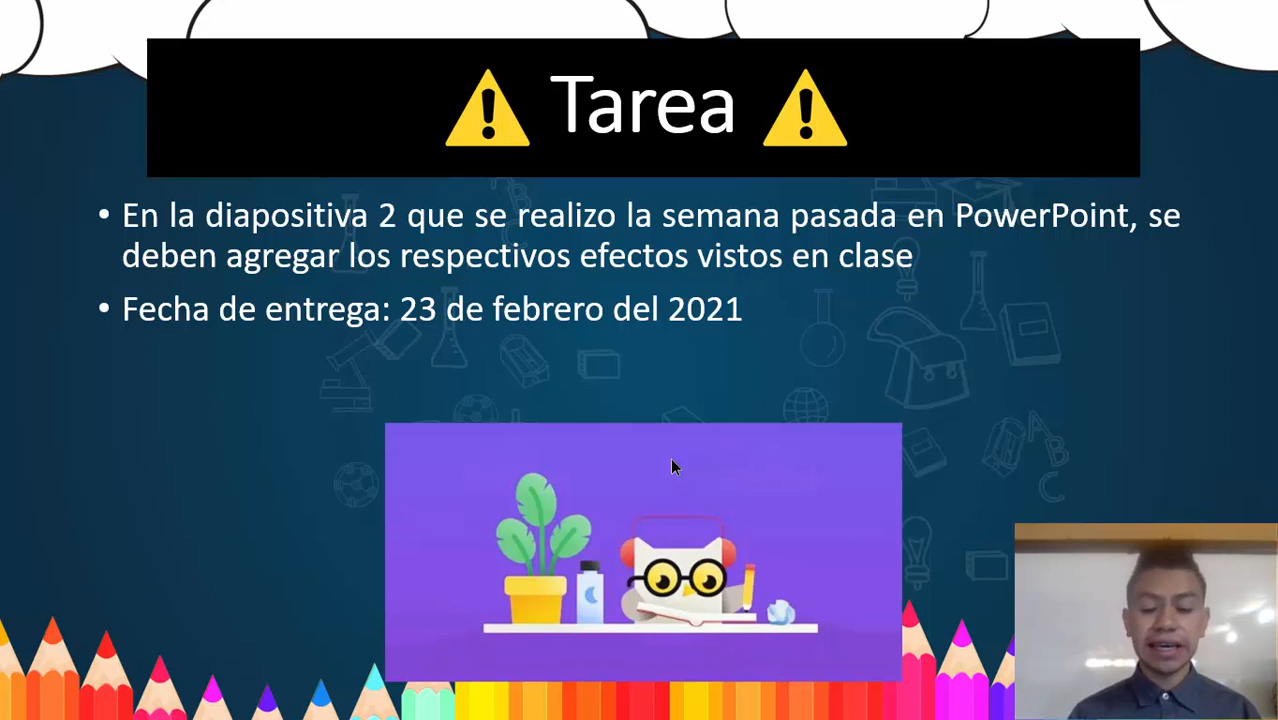 ⚠ Tarea ⚠
• En la diapositiva 2 que se realizo la semana pasada en PowerPoint, se
deben agregar los respectivos efectos vistos en clase
• Fecha de entrega: 23 de febrero del 2021
A B
C